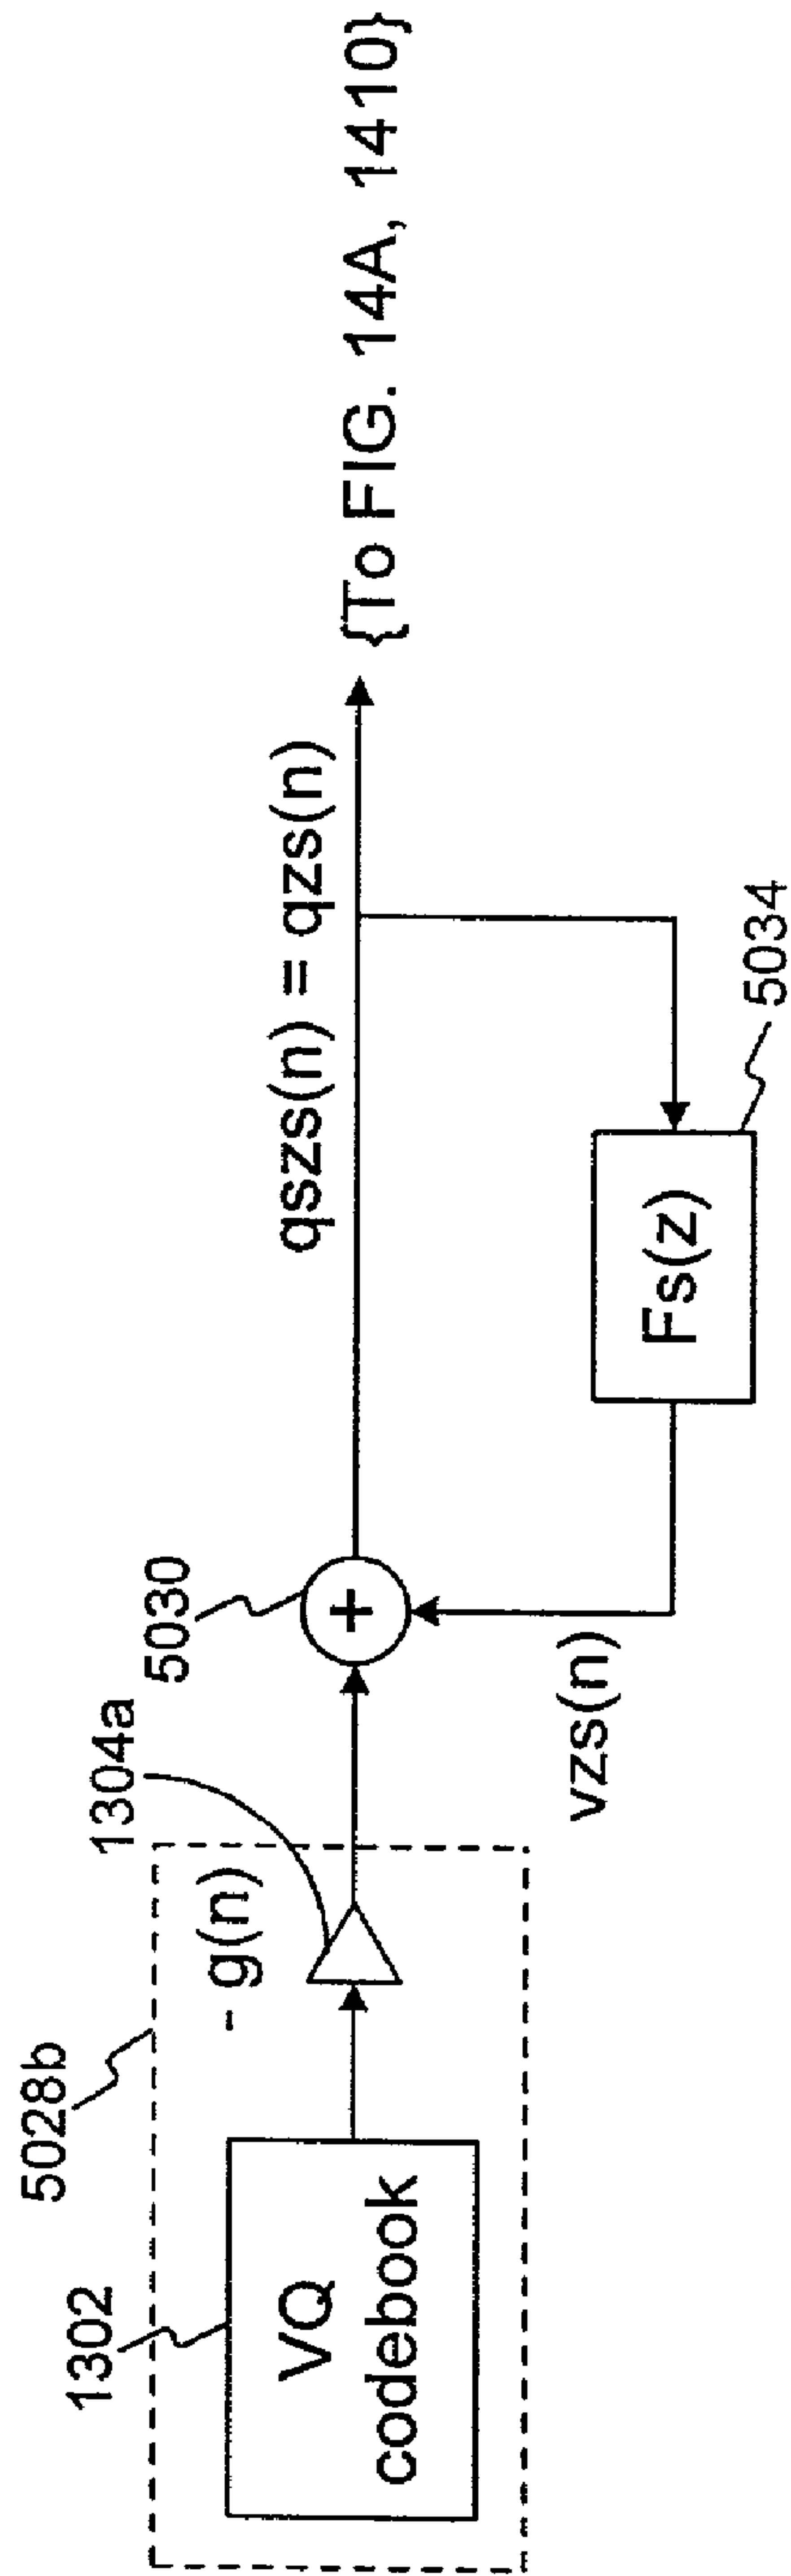 5028b
1302
VQ
codebook
- g(n)
1304a
5030
+
qszs(n) = qzs(n)
{To FIG. 14A, 1410}
vzs(n)
Fs(z)
5034